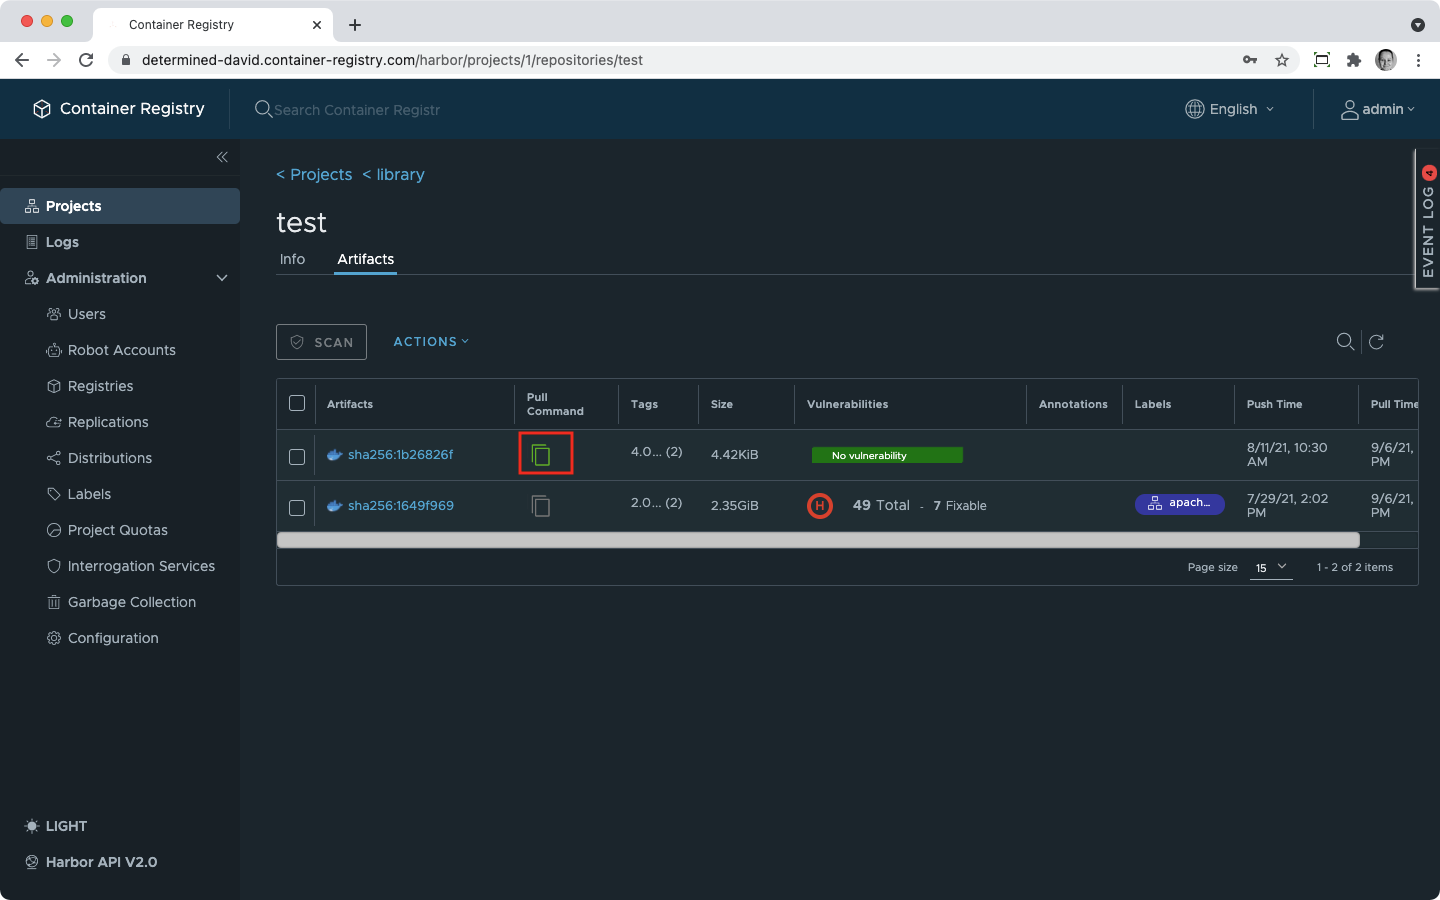 Container Registry
determined-david.container-registry.com/harbor/projects/1/repositories/test
Container Registry
Search Container Registr
English
admin
Projects
Logs
Administration
Users
Robot Accounts
Registries
Replications
Distributions
Labels
Project Quotas
Interrogation Services
Garbage Collection
Configuration
LIGHT
Harbor API V2.0
< Projects < library
test
Info Artifacts
SCAN ACTIONS
Artifacts Pull Command Tags Size Vulnerabilities Annotations Labels Push Time Pull Time
sha256:1b26826f 4.0... (2) 4.42KiB No vulnerability 8/11/21, 10:30 AM 9/6/21, PM
sha256:1649f969 2.0... (2) 2.35GiB H 49 Total - 7 Fixable apach... 7/29/21, 2:02 PM 9/6/21, PM
Page size 15 1 - 2 of 2 items
EVENT LOG 4